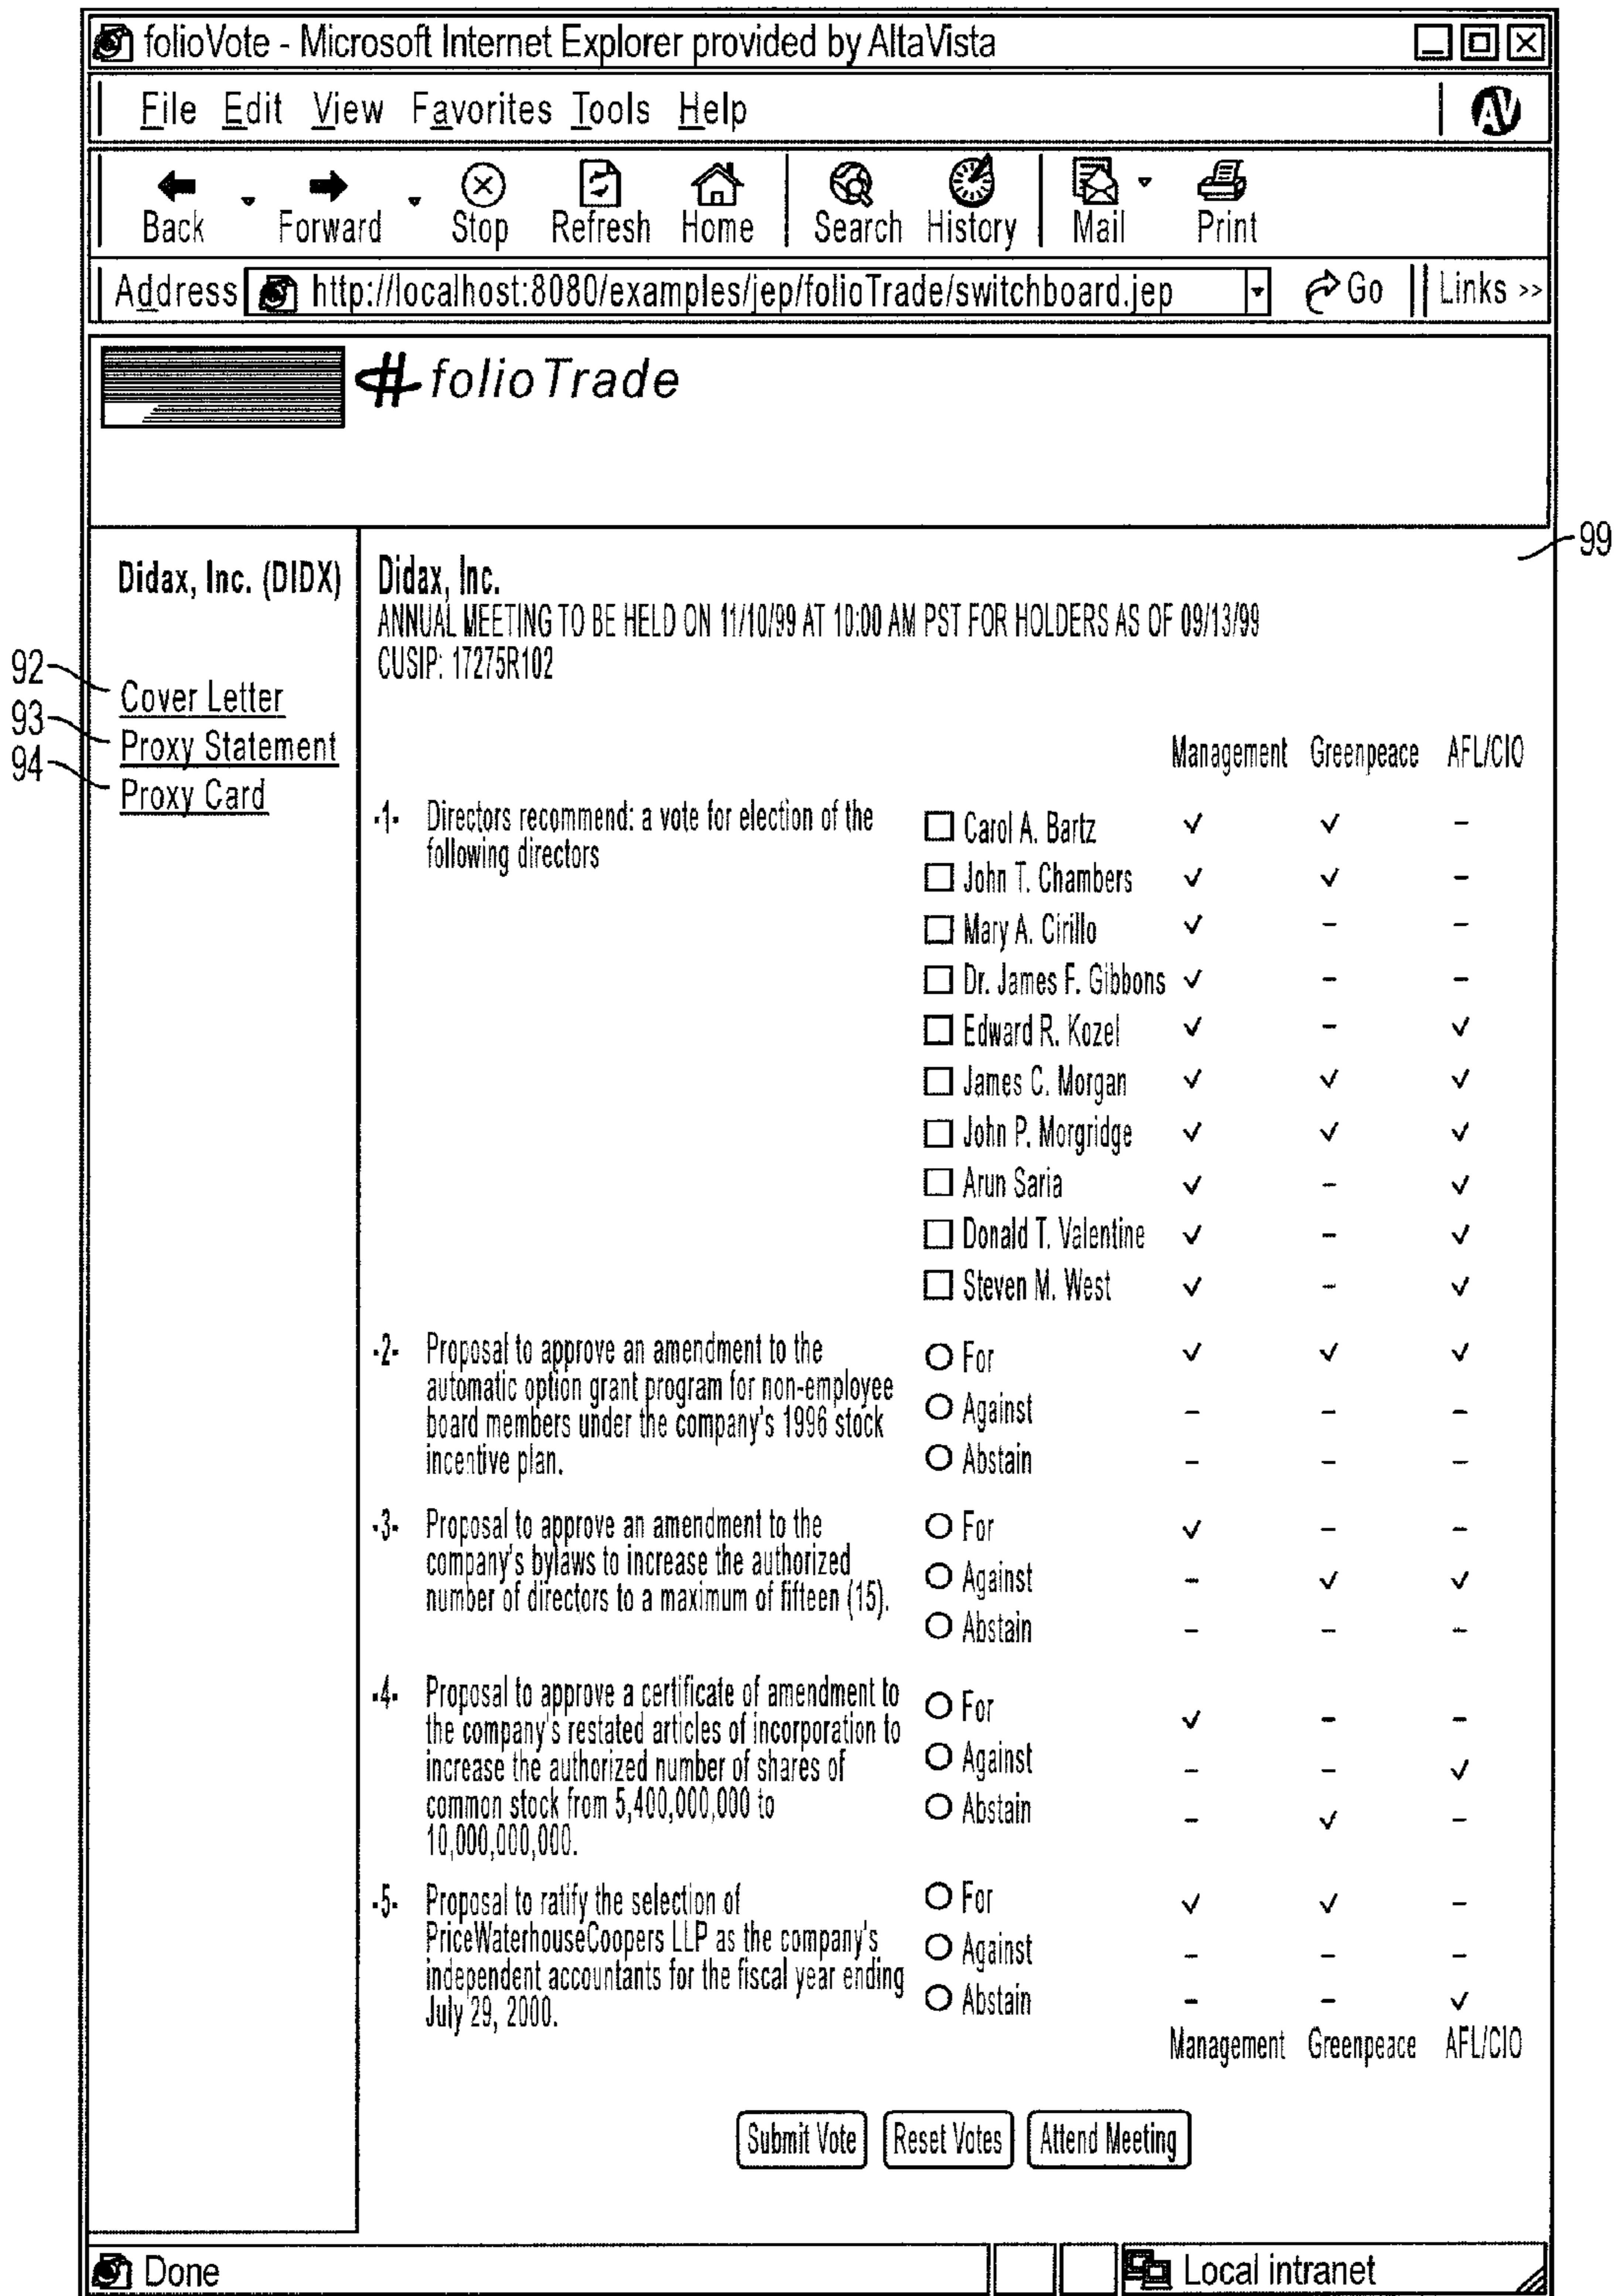 folioVote - Microsoft Internet Explorer provided by AltaVista
File Edit View Favorites Tools Help
AV
Back Forward Stop Refresh Home Search History Mail Print
Address http://localhost:8080/examples/jep/folioTrade/switchboard.jep Go Links >>
folioTrade
99
Didax, Inc. (DIDX)
92
Cover Letter
93
Proxy Statement
94
Proxy Card
Didax, Inc.
ANNUAL MEETING TO BE HELD ON 11/10/99 AT 10:00 AM PST FOR HOLDERS AS OF 09/13/99
CUSIP: 17275R102
Management Greenpeace AFL/CIO
-1- Directors recommend: a vote for election of the
following directors
Carol A. Bartz ✓ ✓ –
John T. Chambers ✓ ✓ –
Mary A. Cirillo ✓ – –
Dr. James F. Gibbons ✓ – –
Edward R. Kozel ✓ – ✓
James C. Morgan ✓ ✓ ✓
John P. Morgridge ✓ ✓ ✓
Arun Saria ✓ – ✓
Donald T. Valentine ✓ – ✓
Steven M. West ✓ – ✓
-2- Proposal to approve an amendment to the
automatic option grant program for non-employee
board members under the company's 1996 stock
incentive plan.
For ✓ ✓ ✓
Against – – –
Abstain – – –
-3- Proposal to approve an amendment to the
company's bylaws to increase the authorized
number of directors to a maximum of fifteen (15).
For ✓ – –
Against – ✓ ✓
Abstain – – –
-4- Proposal to approve a certificate of amendment to
the company's restated articles of incorporation to
increase the authorized number of shares of
common stock from 5,400,000,000 to
10,000,000,000.
For ✓ – –
Against – – ✓
Abstain – ✓ –
-5- Proposal to ratify the selection of
PriceWaterhouseCoopers LLP as the company's
independent accountants for the fiscal year ending
July 29, 2000.
For ✓ ✓ –
Against – – –
Abstain – – ✓
Management Greenpeace AFL/CIO
Submit Vote Reset Votes Attend Meeting
Done Local intranet